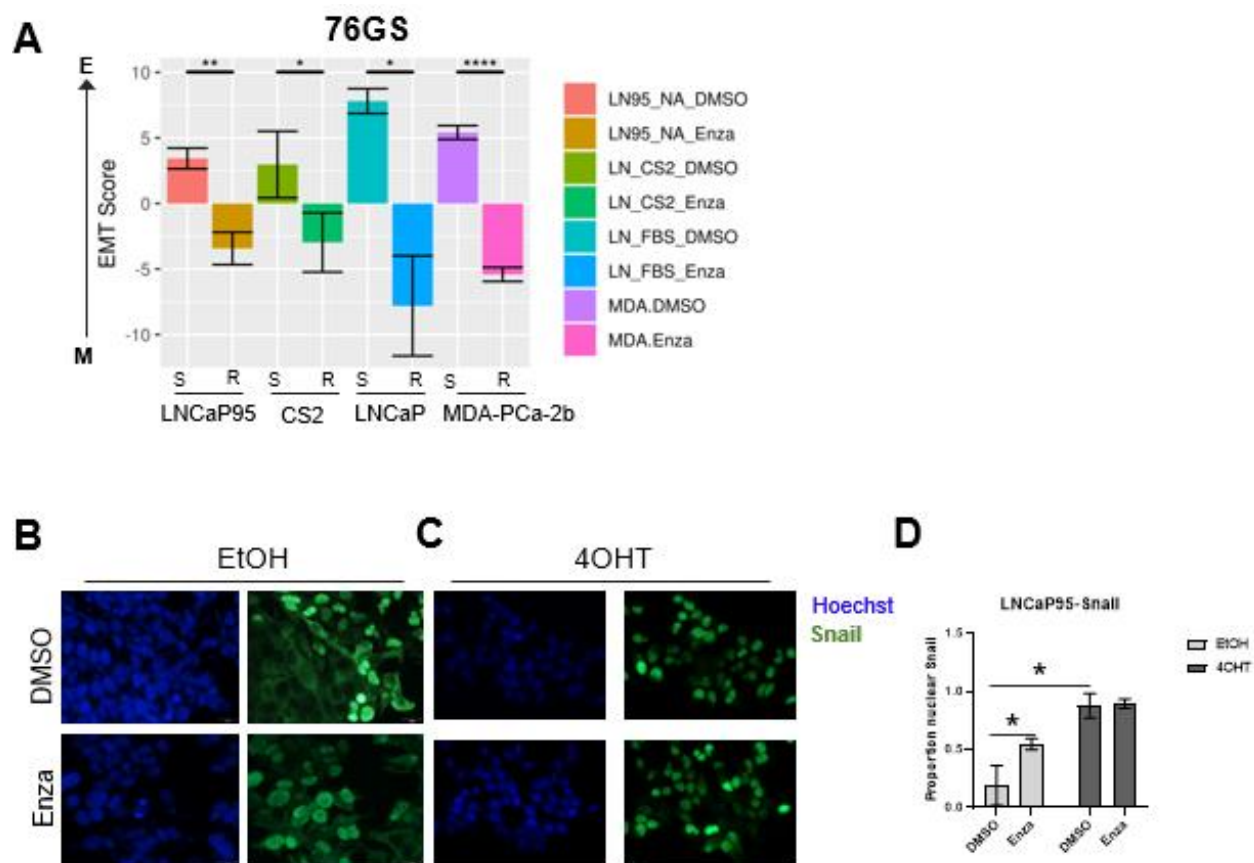 A
76GS
E
M
EMT Score
10
5
0
-5
-10
** * * ****
S R S R S R S R
LNCaP95 CS2 LNCaP MDA-PCa-2b
LN95_NA_DMSO
LN95_NA_Enza
LN_CS2_DMSO
LN_CS2_Enza
LN_FBS_DMSO
LN_FBS_Enza
MDA.DMSO
MDA.Enza
B
EtOH
DMSO
Enza
C
4OHT
Hoechst
Snail
D
LNCaP95-Snail
Proportion nuclear Snail
1.5
1.0
0.5
0.0
*
*
DMSO Enza DMSO Enza
EtOH
4OHT